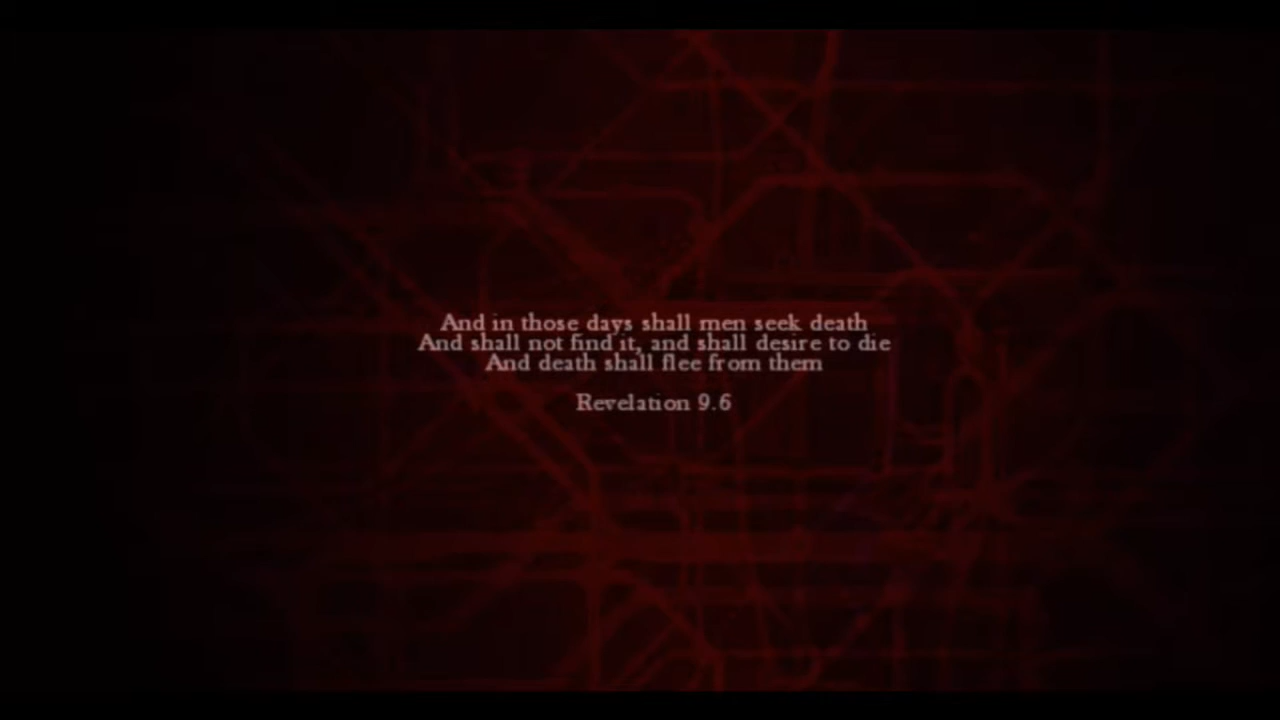 And in those days shall men seek death
And shall not find it, and shall desire to die
And death shall flee from them
Revelation 9.6